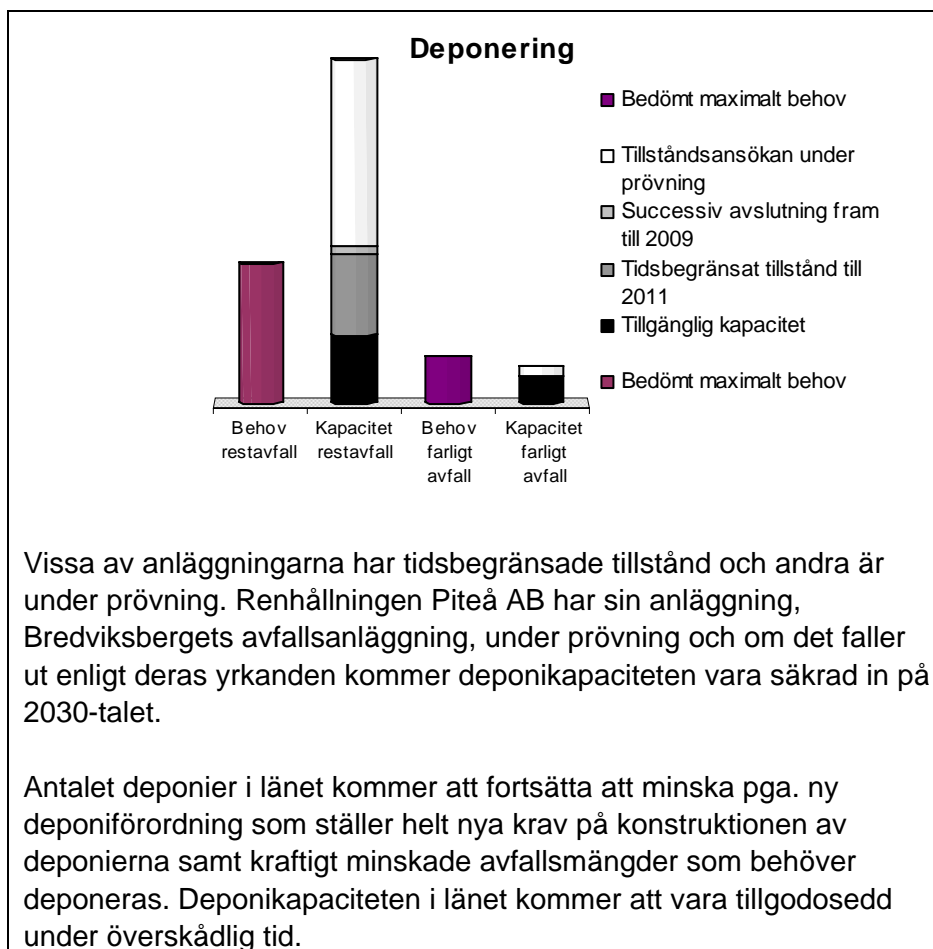 Deponering
Bedömt maximalt behov
Tillståndsansökan under
prövning
Successiv avslutning fram
till 2009
Tidsbegränsat tillstånd till
2011
Tillgänglig kapacitet
Bedömt maximalt behov
Behov
restavfall
Kapacitet
restavfall
Behov
farligt
avfall
Kapacitet
farligt
avfall
Vissa av anläggningarna har tidsbegränsade tillstånd och andra är
under prövning. Renhållningen Piteå AB har sin anläggning,
Bredviksbergets avfallsanläggning, under prövning och om det faller
ut enligt deras yrkanden kommer deponikapaciteten vara säkrad in på
2030-talet.
Antalet deponier i länet kommer att fortsätta att minska pga. ny
deponiförordning som ställer helt nya krav på konstruktionen av
deponierna samt kraftigt minskade avfallsmängder som behöver
deponeras. Deponikapaciteten i länet kommer att vara tillgodosedd
under överskådlig tid.